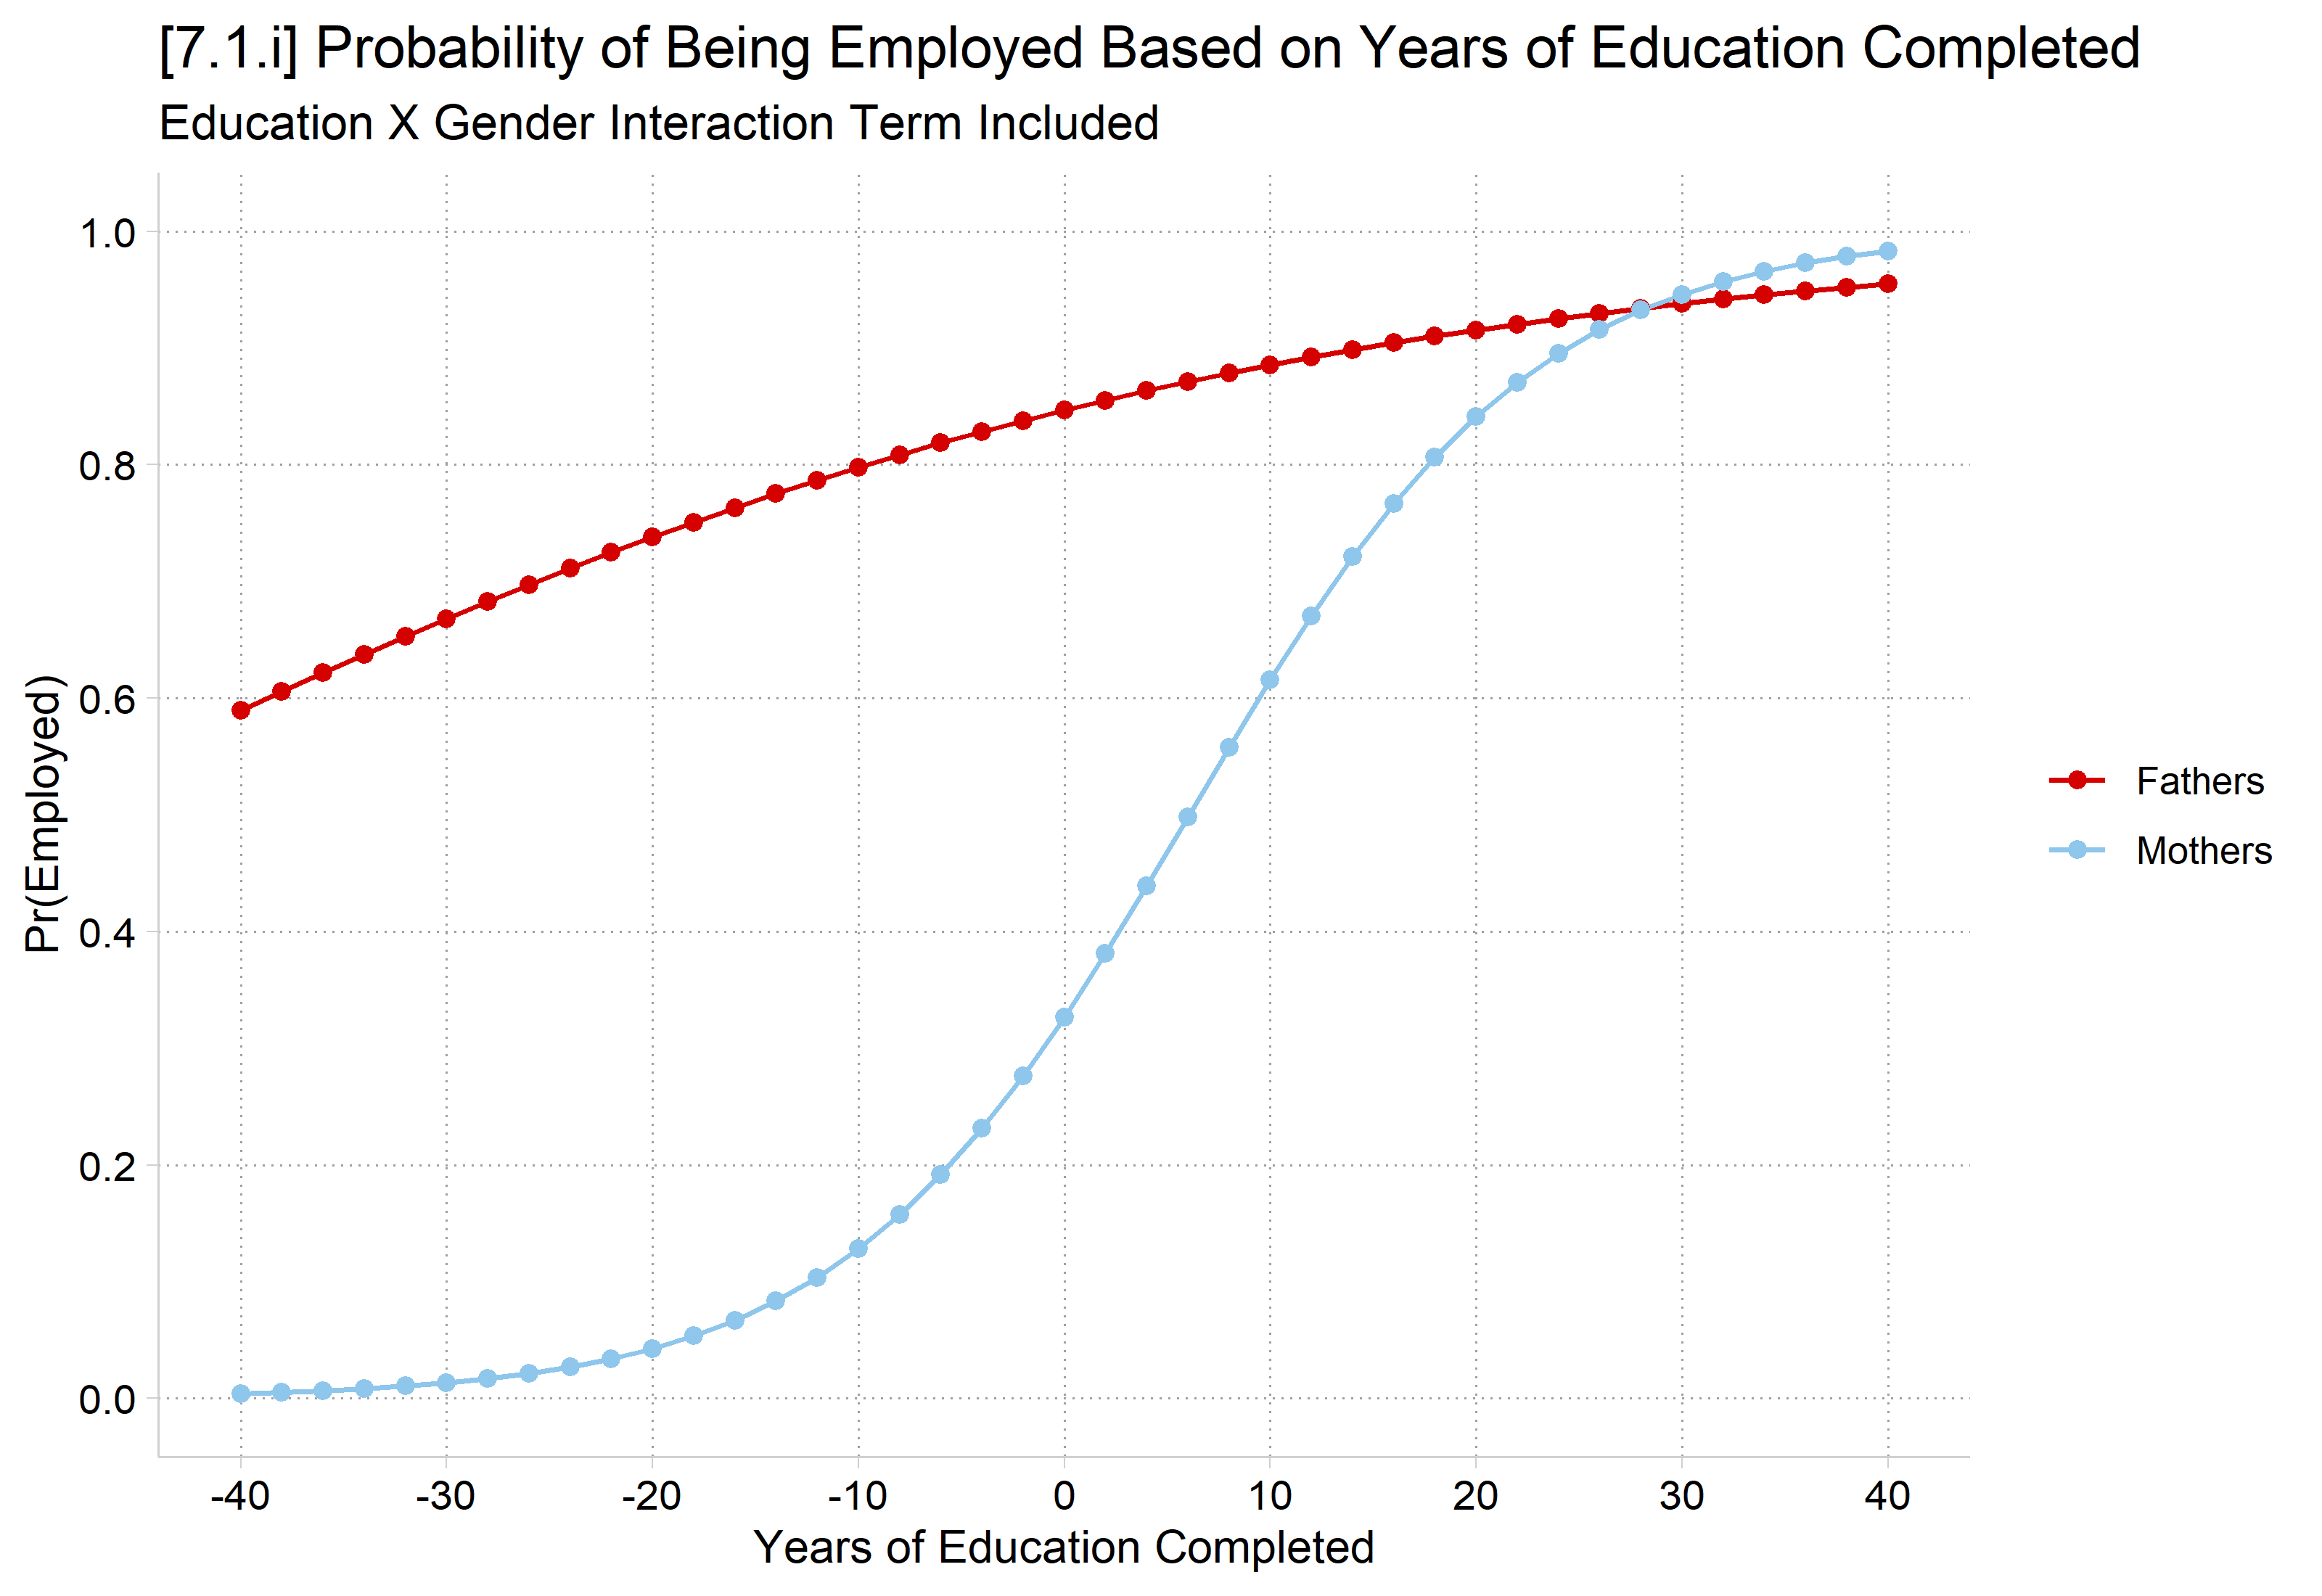 [7.1.i] Probability of Being Employed Based on Years of Education Completed
Education X Gender Interaction Term Included
1.0
0.8
0.6
0.4
0.2
0.0
Pr(Employed)
-40 -30 -20 -10 0 10 20 30 40
Years of Education Completed
Fathers
Mothers